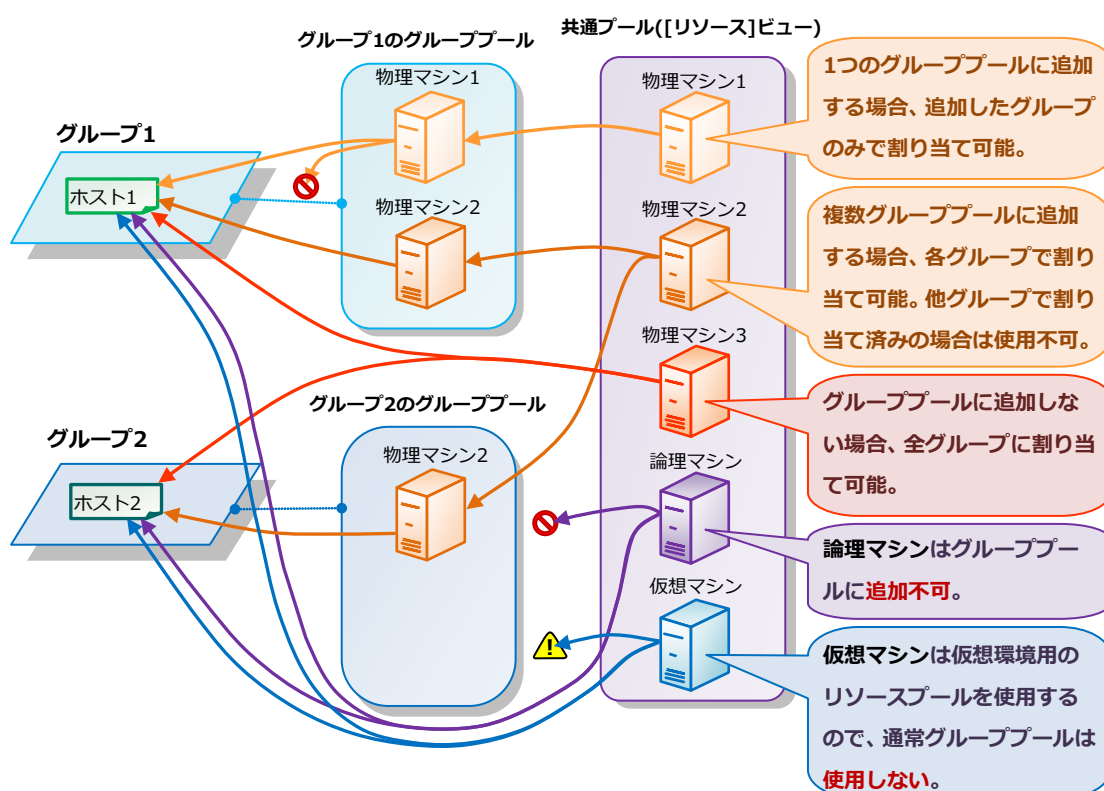 共通プール([リソース]ビュー)
グループ1のグループプール
物理マシン1
物理マシン1
1つのグループプールに追加
する場合、追加したグループ
のみで割り当て可能。
グループ1
ホスト1
物理マシン2
物理マシン2
複数グループプールに追加
する場合、各グループで割り
当て可能。他グループで割り
当て済みの場合は使用不可。
物理マシン3
グループプールに追加しな
い場合、全グループに割り当
て可能。
グループ2のグループプール
グループ2
ホスト2
物理マシン2
論理マシン
論理マシンはグループプー
ルに追加不可。
仮想マシン
仮想マシンは仮想環境用の
リソースプールを使用する
ので、通常グループプールは
使用しない。